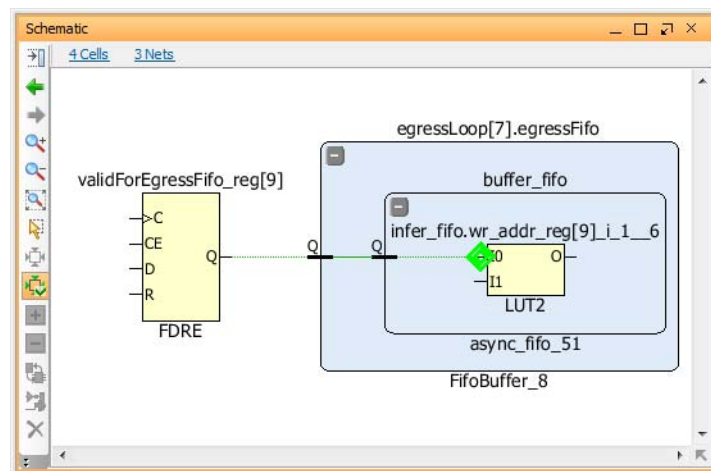 Schematic
4 Cells 3 Nets
egressLoop[7].egressFifo
validForEgressFifo_reg[9]
buffer_fifo
infer_fifo.wr_addr_reg[9]_i_1__6
C
CE
D
R
Q
Q
Q
I0
O
I1
LUT2
FDRE
async_fifo_51
FifoBuffer_8